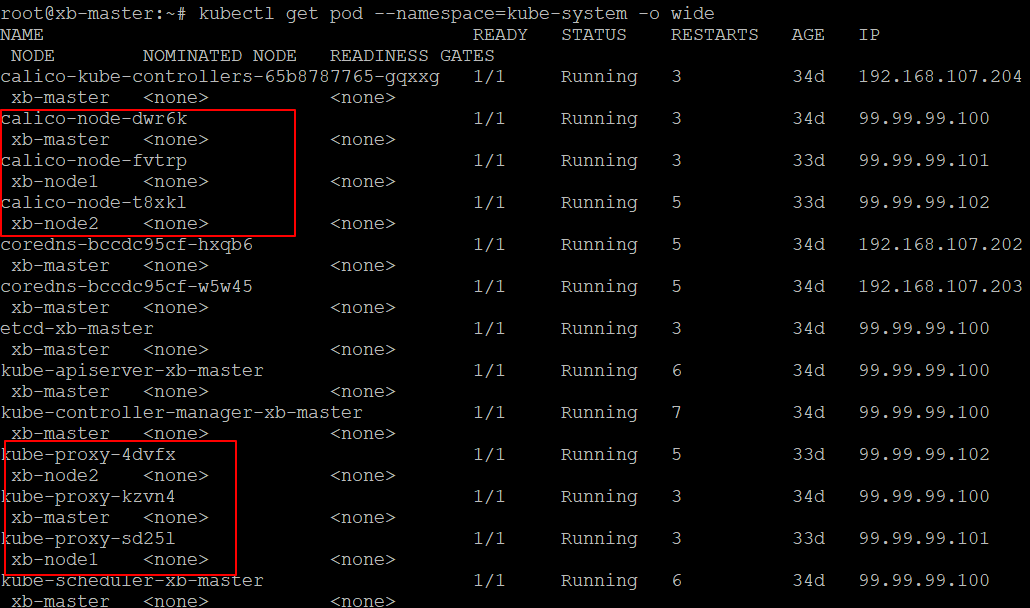 root@xb-master:~# kubectl get pod --namespace=kube-system -o wide
NAME READY STATUS RESTARTS AGE IP
NODE NOMINATED NODE READINESS GATES
calico-kube-controllers-65b8787765-gqxxg 1/1 Running 3 34d 192.168.107.204
xb-master <none> <none>
calico-node-dwr6k 1/1 Running 3 34d 99.99.99.100
xb-master <none> <none>
calico-node-fvtrp 1/1 Running 3 33d 99.99.99.101
xb-node1 <none> <none>
calico-node-t8xkl 1/1 Running 5 33d 99.99.99.102
xb-node2 <none> <none>
coredns-bccdc95cf-hxqb6 1/1 Running 5 34d 192.168.107.202
xb-master <none> <none>
coredns-bccdc95cf-w5w45 1/1 Running 5 34d 192.168.107.203
xb-master <none> <none>
etcd-xb-master 1/1 Running 3 34d 99.99.99.100
xb-master <none> <none>
kube-apiserver-xb-master 1/1 Running 6 34d 99.99.99.100
xb-master <none> <none>
kube-controller-manager-xb-master 1/1 Running 7 34d 99.99.99.100
xb-master <none> <none>
kube-proxy-4dvfx 1/1 Running 5 33d 99.99.99.102
xb-node2 <none> <none>
kube-proxy-kzvn4 1/1 Running 3 34d 99.99.99.100
xb-master <none> <none>
kube-proxy-sd25l 1/1 Running 3 33d 99.99.99.101
xb-node1 <none> <none>
kube-scheduler-xb-master 1/1 Running 6 34d 99.99.99.100
xb-master <none> <none>